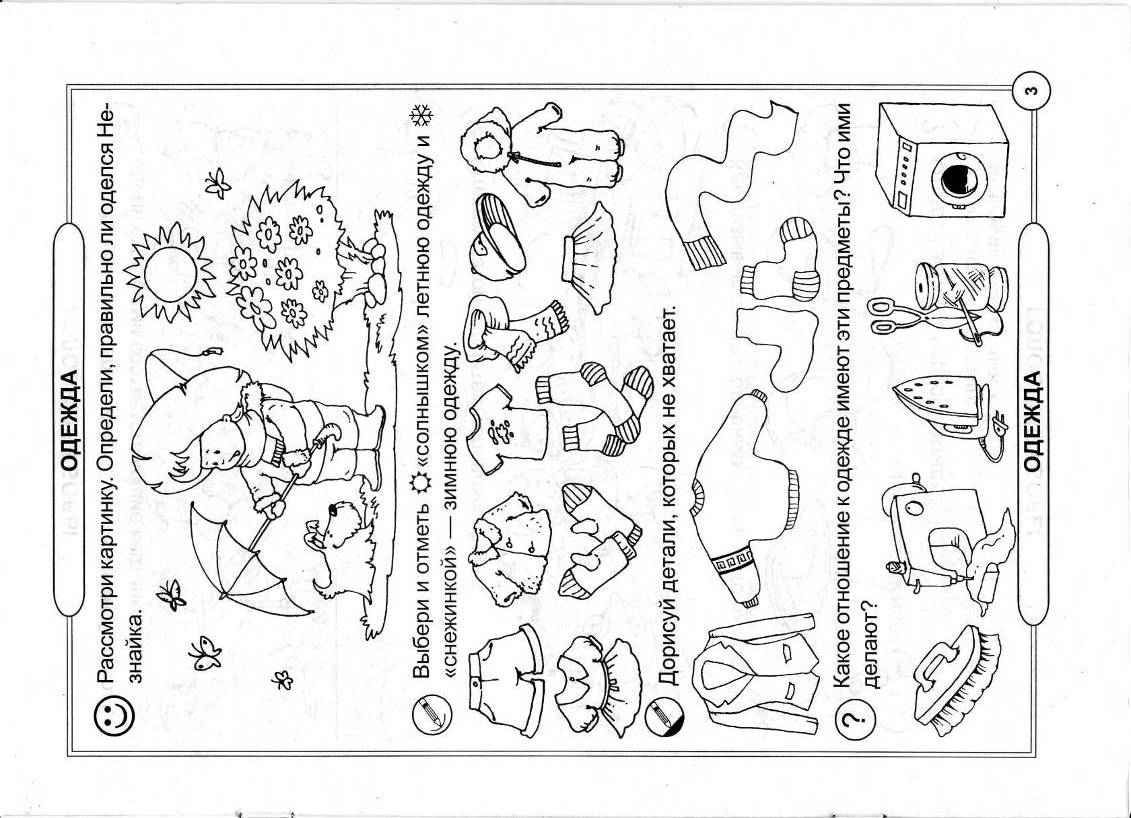 ОДЕЖДА
Рассмотри картинку. Определи, правильно ли оделся Не-
знайка.
Выбери и отметь «солнышком» летнюю одежду и
«снежинкой» — зимнюю одежду.
Дорисуй детали, которых не хватает.
?
Какое отношение к одежде имеют эти предметы? Что ими
делают?
ОДЕЖДА
3